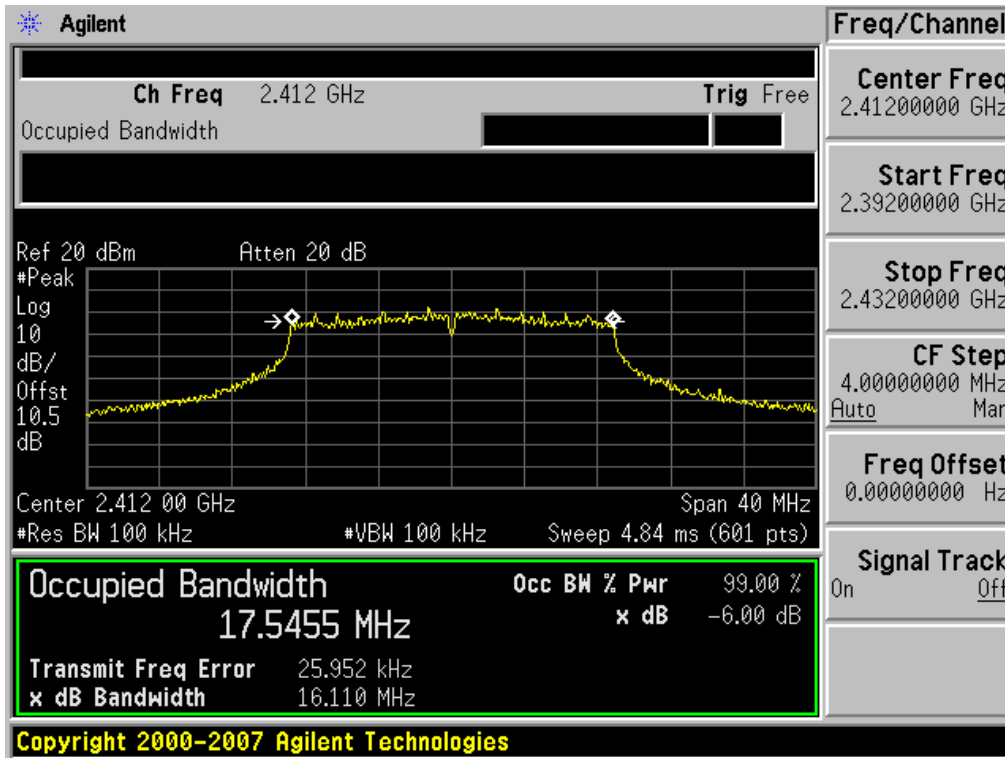 Agilent
Freq/Channel
Ch Freq 2.412 GHz Trig Free
Occupied Bandwidth
Center Freq
2.41200000 GHz
Start Freq
2.39200000 GHz
Stop Freq
2.43200000 GHz
CF Step
4.00000000 MHz
Auto Man
Freq Offset
0.00000000 Hz
Signal Track
On Off
Ref 20 dBm Atten 20 dB
#Peak
Log
10
dB/
Offst
10.5
dB
Center 2.412 00 GHz Span 40 MHz
#Res BW 100 kHz #VBW 100 kHz Sweep 4.84 ms (601 pts)
Occupied Bandwidth
17.5455 MHz
Occ BW % Pwr 99.00 %
x dB -6.00 dB
Transmit Freq Error 25.952 kHz
x dB Bandwidth 16.110 MHz
Copyright 2000-2007 Agilent Technologies